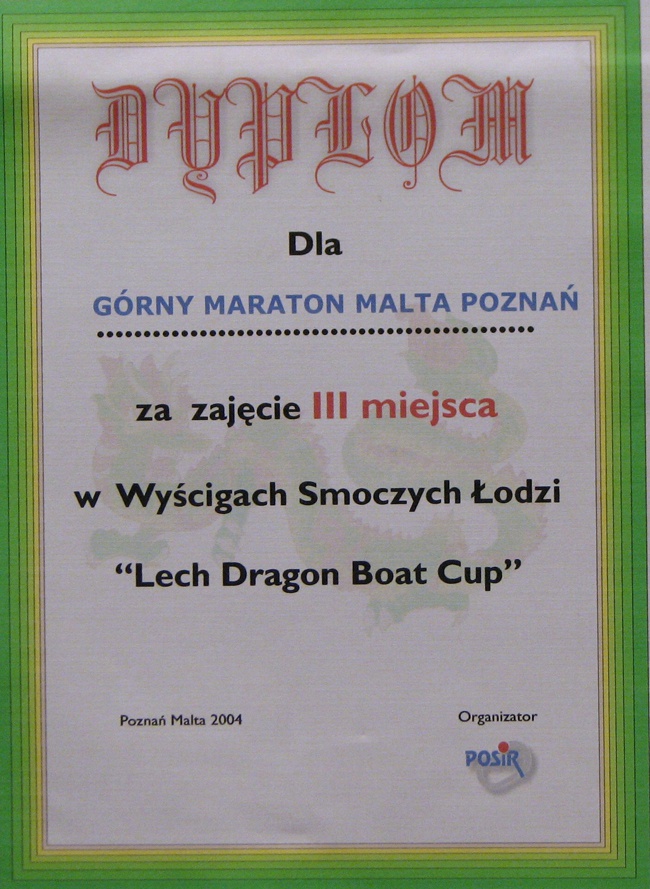 DYPLOM
Dla
GÓRNY MARATON MALTA POZNAŃ
za zajęcie III miejsca
w Wyścigach Smoczych Łodzi
“Lech Dragon Boat Cup”
Poznań Malta 2004
Organizator
POSiR